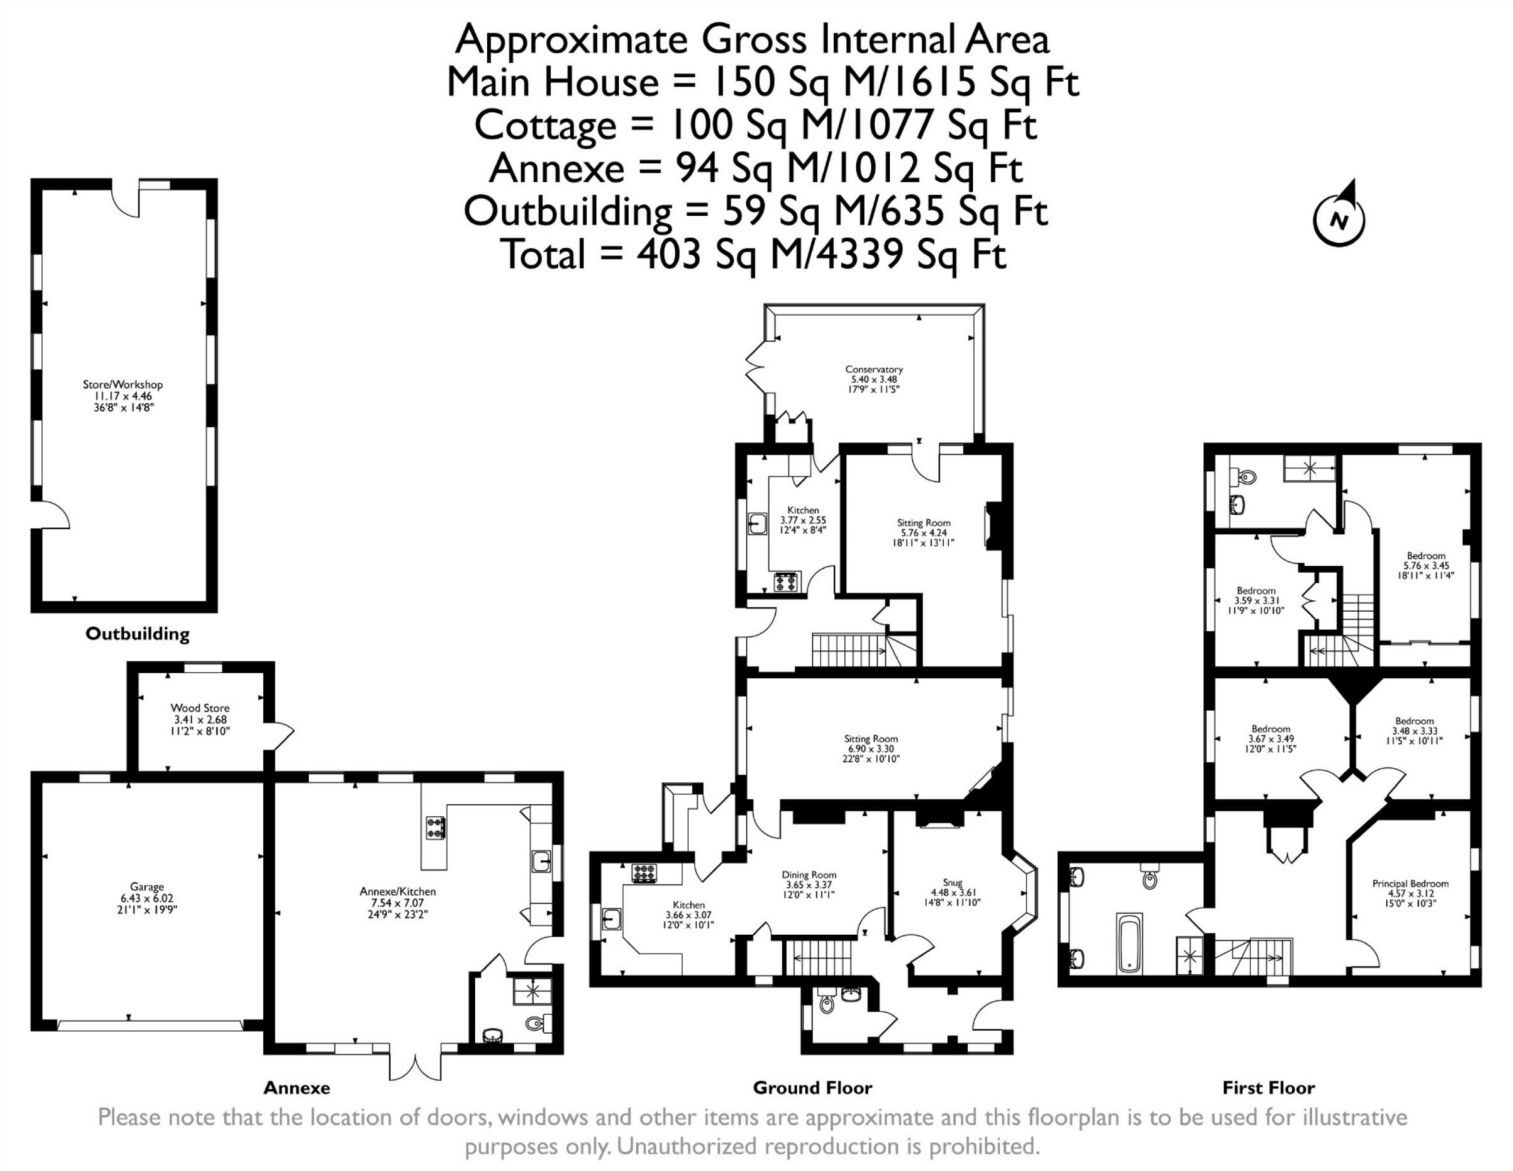 Approximate Gross Internal Area
Main House = 150 Sq M/1615 Sq Ft
Cottage = 100 Sq M/1077 Sq Ft
Annexe = 94 Sq M/1012 Sq Ft
Outbuilding = 59 Sq M/635 Sq Ft
Total = 403 Sq M/4339 Sq Ft
N
Store/Workshop
11.17 x 4.46
36'8" x 14'8"
Outbuilding
Wood Store
3.41 x 2.68
11'2" x 8'10"
Garage
6.43 x 6.02
21'1" x 19'9"
Annexe/Kitchen
7.54 x 7.07
24'9" x 23'2"
Annexe
Conservatory
5.40 x 3.48
17'9" x 11'5"
Kitchen
3.77 x 2.55
12'4" x 8'4"
Sitting Room
5.76 x 4.24
18'11" x 13'11"
Sitting Room
6.90 x 3.30
22'8" x 10'10"
Dining Room
3.65 x 3.37
12'0" x 11'1"
Snug
4.48 x 3.61
14'8" x 11'10"
Kitchen
3.66 x 3.07
12'0" x 10'1"
Ground Floor
Bedroom
5.76 x 3.45
18'11" x 11'4"
Bedroom
3.59 x 3.31
11'9" x 10'10"
Bedroom
3.67 x 3.49
12'0" x 11'5"
Bedroom
3.48 x 3.33
11'5" x 10'11"
Principal Bedroom
4.57 x 3.12
15'0" x 10'3"
First Floor
Please note that the location of doors, windows and other items are approximate and this floorplan is to be used for illustrative
purposes only. Unauthorized reproduction is prohibited.